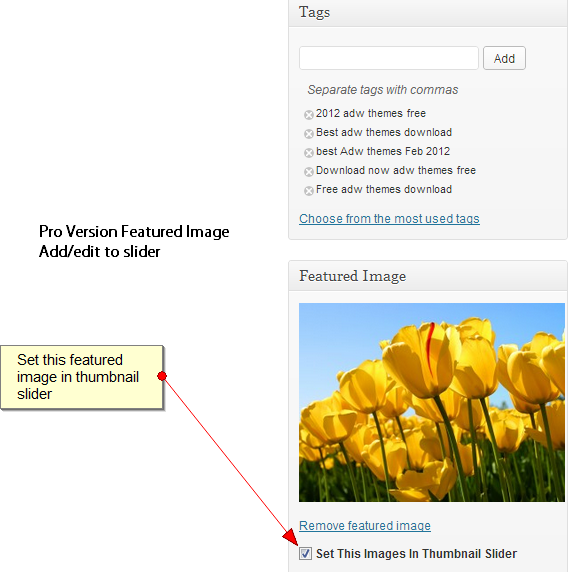 Tags
Add
Separate tags with commas
2012 adw themes free
Best adw themes download
best Adw themes Feb 2012
Download now adw themes free
Free adw themes download
Choose from the most used tags
Pro Version Featured Image
Add/edit to slider
Featured Image
Set this featured
image in thumbnail
slider
Remove featured image
Set This Images In Thumbnail Slider